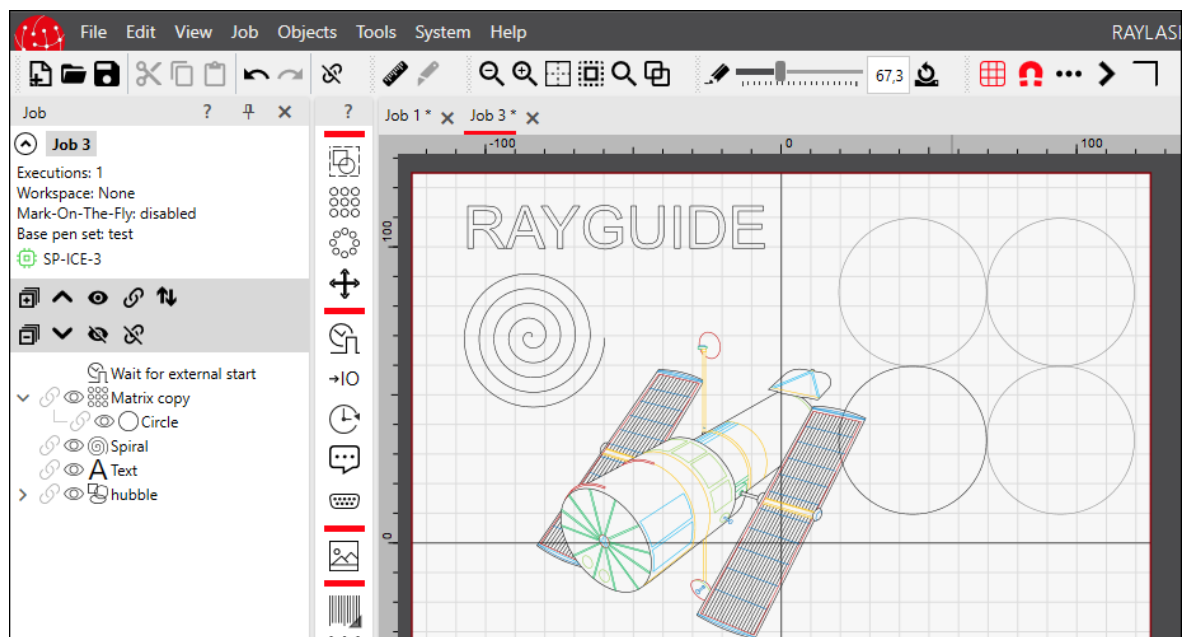 File Edit View Job Objects Tools System Help RAYLAS
67,3
Job ?
?
Job 1 * Job 3 *
Job 3
Executions: 1
Workspace: None
Mark-On-The-Fly: disabled
Base pen set: test
SP-ICE-3
-100 0 100
RAYGUIDE
100
0
→IO
Wait for external start
Matrix copy
Circle
Spiral
A Text
hubble